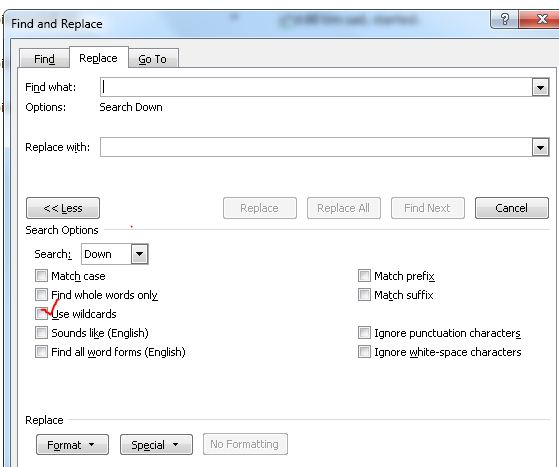 Find and Replace
Find Replace Go To
Find what:
Options: Search Down
Replace with:
<< Less Replace Replace All Find Next Cancel
Search Options
Search: Down
Match case Match prefix
Find whole words only Match suffix
Use wildcards
Sounds like (English) Ignore punctuation characters
Find all word forms (English) Ignore white-space characters
Replace
Format Special No Formatting